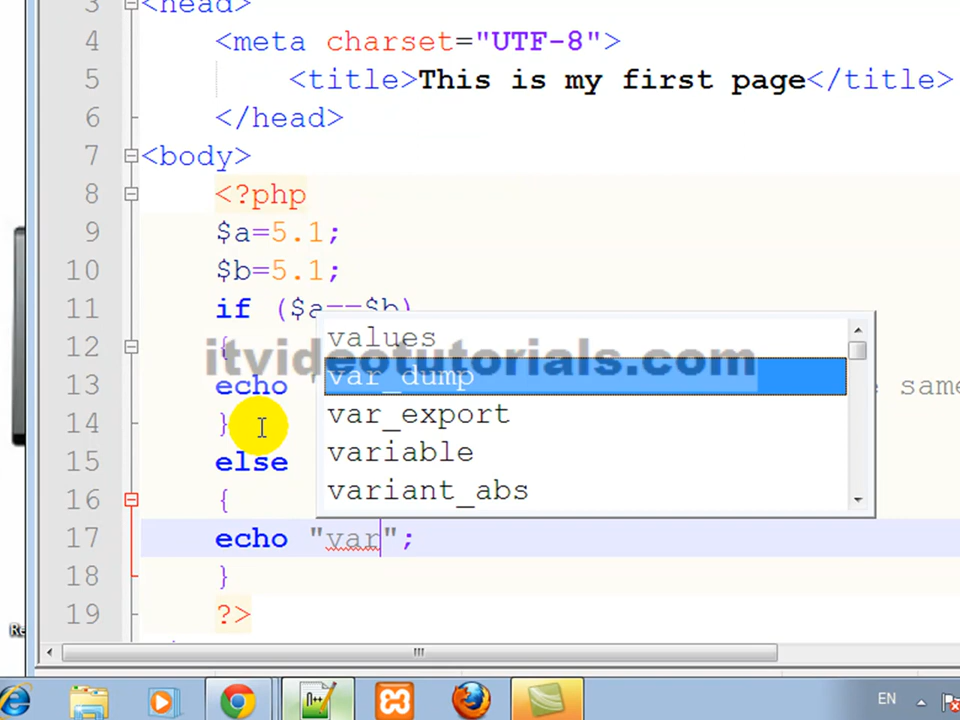 3 <head>
4 <meta charset="UTF-8">
5 <title>This is my first page</title>
6 </head>
7 <body>
8 <?php
9 $a=5.1;
10 $b=5.1;
11 if ($a==$b)
12 {
values
itvideotutorials.com
13 echo " e same
var_dump
14 }
var_export
15 else
variable
16 {
variant_abs
17 echo "var";
18 }
19 ?>
Re
EN